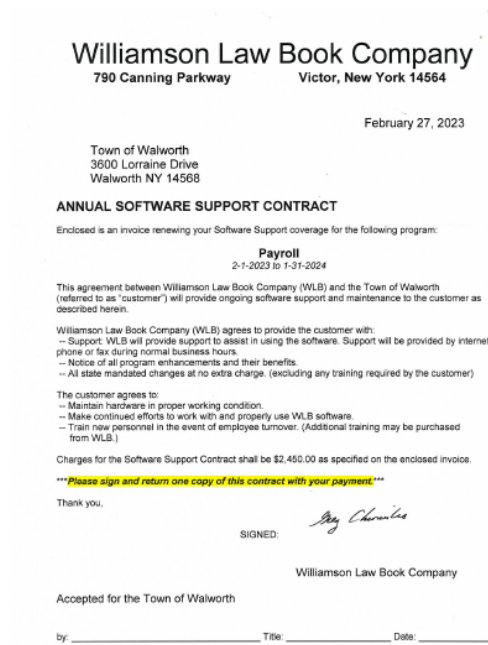 Williamson Law Book Company
790 Canning Parkway Victor, New York 14564
February 27, 2023
Town of Walworth
3600 Lorraine Drive
Walworth NY 14568
ANNUAL SOFTWARE SUPPORT CONTRACT
Enclosed is an invoice renewing your Software Support coverage for the following program:
Payroll
2-1-2023 to 1-31-2024
This agreement between Williamson Law Book Company (WLB) and the Town of Walworth
(referred to as "customer") will provide ongoing software support and maintenance to the customer as
described herein.
Williamson Law Book Company (WLB) agrees to provide the customer with:
-- Support: WLB will provide support to assist in using the software. Support will be provided by internet
phone or fax during normal business hours.
-- Notice of all program enhancements and their benefits.
-- All state mandated changes at no extra charge. (excluding any training required by the customer)
The customer agrees to:
-- Maintain hardware in proper working condition.
-- Make continued efforts to work with and properly use WLB software.
-- Train new personnel in the event of employee turnover. (Additional training may be purchased
from WLB.)
Charges for the Software Support Contract shall be $2,450.00 as specified on the enclosed invoice.
***Please sign and return one copy of this contract with your payment.***
Thank you,
SIGNED:
Williamson Law Book Company
Accepted for the Town of Walworth
by: Title: Date: